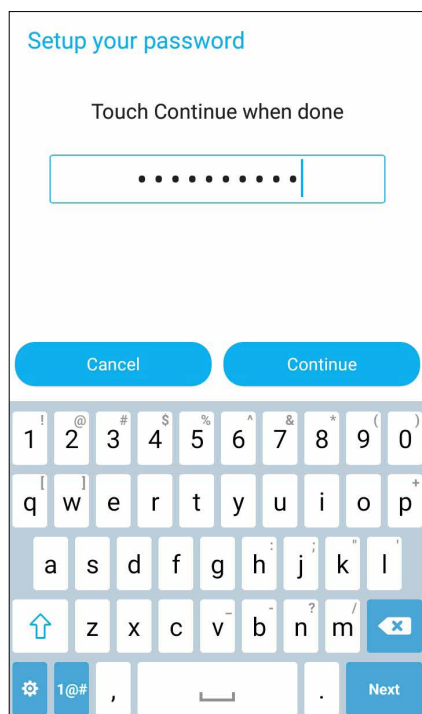 Setup your password
Touch Continue when done
••••••••••
Cancel Continue
! @ # $ % ^ & * ( )
1 2 3 4 5 6 7 8 9 0
[ ] +
q w e r t y u i o p
: ; " '
a s d f g h j k l
_ - ? /
z x c v b n m
1@# , . Next